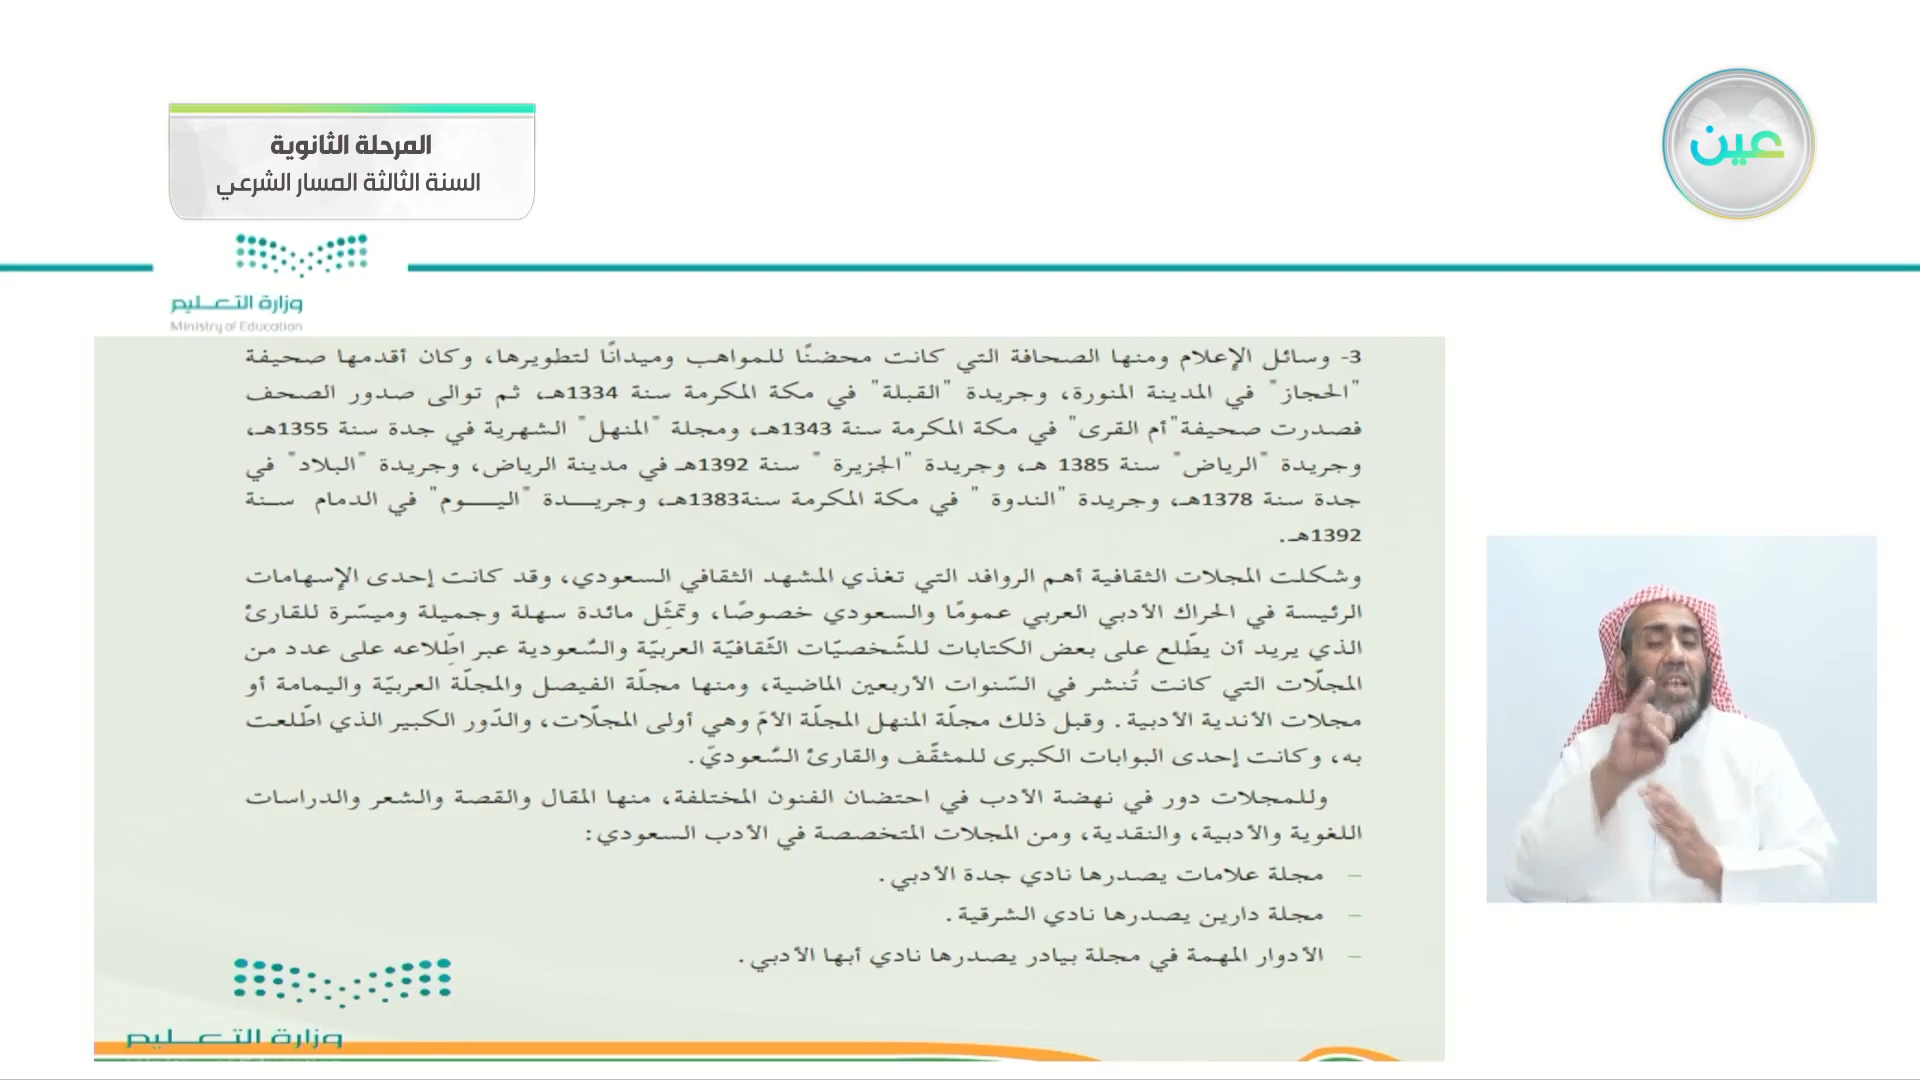 المرحلة الثانوية
السنة الثالثة المسار الشرعي
عين
وزارة التعليم
Ministry of Education
3- وسائل الإعلام ومنها الصحافة التي كانت محضنًا للمواهب وميدانًا لتطويرها، وكان أقدمها صحيفة
"الحجاز" في المدينة المنورة، وجريدة "القبلة" في مكة المكرمة سنة 1334هـ، ثم توالى صدور الصحف
فصدرت صحيفة"أم القرى" في مكة المكرمة سنة 1343هـ، ومجلة "المنهل" الشهرية في جدة سنة 1355هـ،
وجريدة "الرياض" سنة 1385 هـ، وجريدة "الجزيرة " سنة 1392هـ في مدينة الرياض، وجريدة "البلاد" في
جدة سنة 1378هـ، وجريدة "الندوة " في مكة المكرمة سنة1383هـ، وجريـــدة "اليـــوم" في الدمام سـنة
1392هـ.
وشكلت المجلات الثقافية أهم الروافد التي تغذي المشهد الثقافي السعودي، وقد كانت إحدى الإسهامات
الرئيسة في الحراك الأدبي العربي عمومًا والسعودي خصوصًا، وتمثِّل مائدة سهلة وجميلة وميسّرة للقارئ
الذي يريد أن يطّلع على بعض الكتابات للشّخصيّات الثّقافيّة العربيّة والسّعودية عبر اطّلاعه على عدد من
المجلّات التي كانت تُنشر في السّنوات الأربعين الماضية، ومنها مجلّة الفيصل والمجلّة العربيّة واليمامة أو
مجلات الأندية الأدبية. وقبل ذلك مجلّة المنهل المجلّة الأمّ وهي أولى المجلّات، والدّور الكبير الذي اطّلعت
به، وكانت إحدى البوابات الكبرى للمثقّف والقارئ السّعوديّ.
وللمجلات دور في نهضة الأدب في احتضان الفنون المختلفة، منها المقال والقصة والشعر والدراسات
اللغوية والأدبية، والنقدية، ومن المجلات المتخصصة في الأدب السعودي:
– مجلة علامات يصدرها نادي جدة الأدبي.
– مجلة دارين يصدرها نادي الشرقية.
– الأدوار المهمة في مجلة بيادر يصدرها نادي أبها الأدبي.
وزارة التعليم